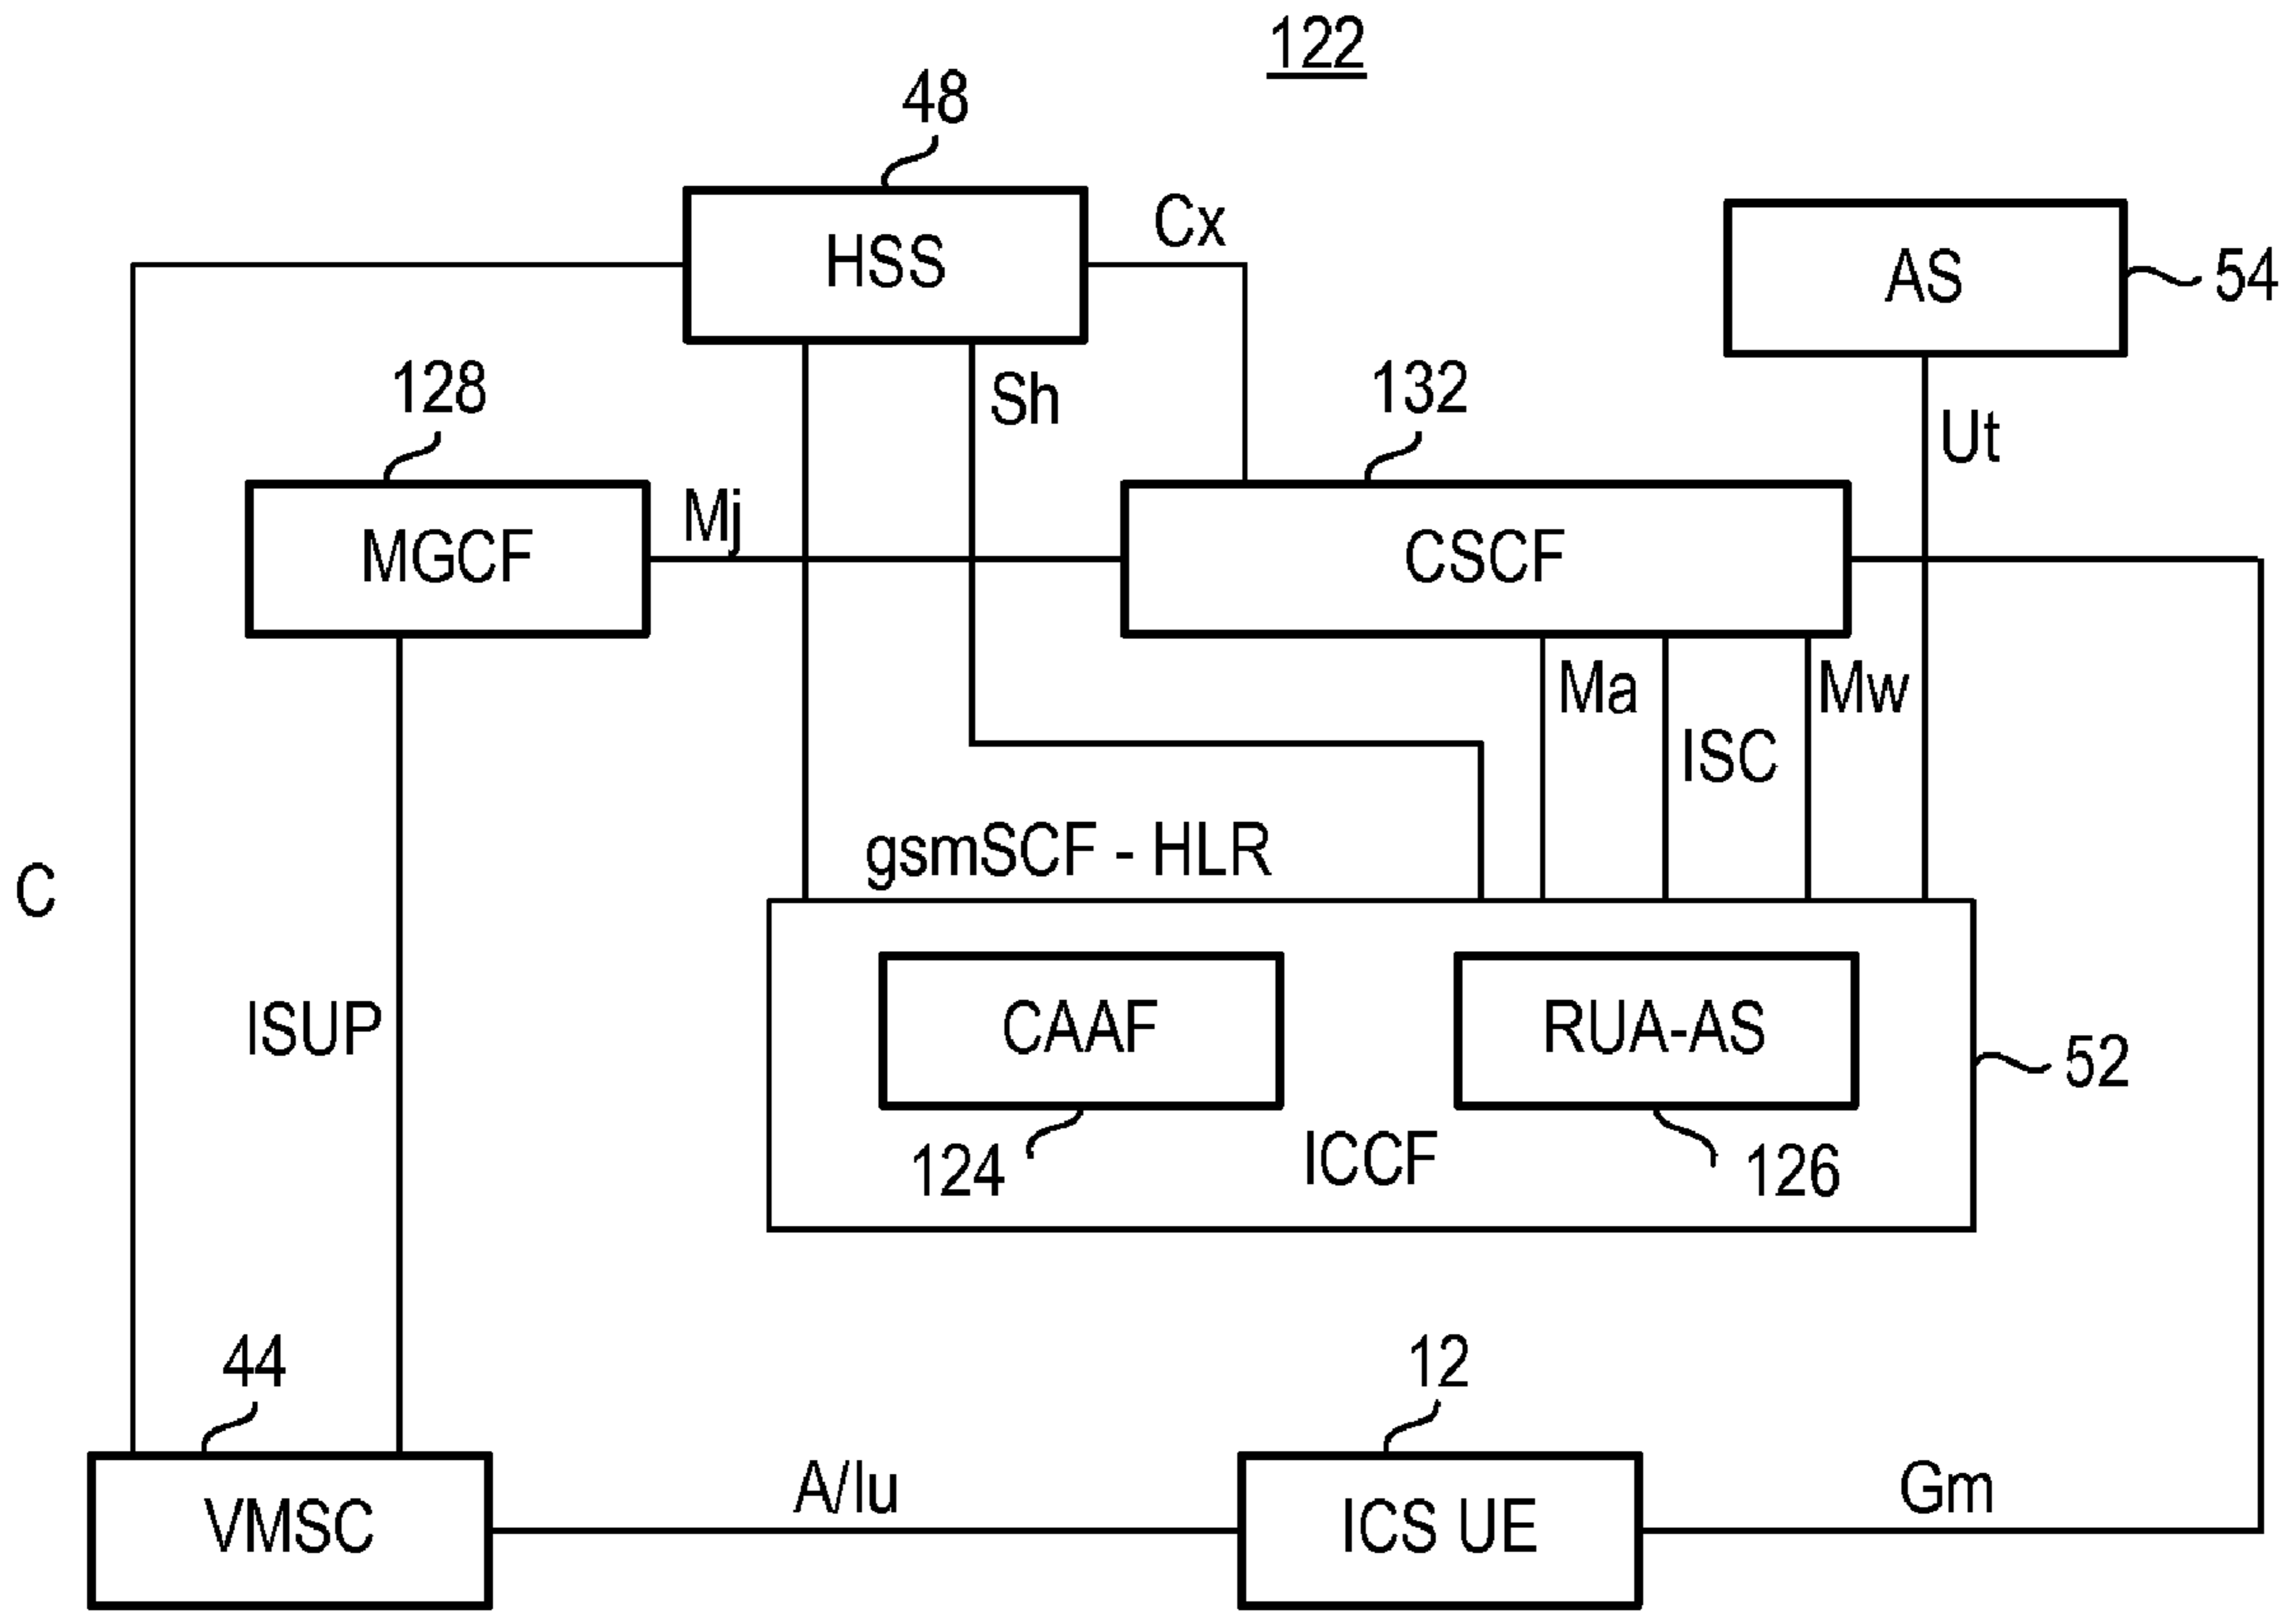 122
48
HSS
Cx
AS
54
128
Sh
132
Ut
MGCF
Mj
CSCF
Ma
Mw
ISC
gsmSCF - HLR
C
ISUP
CAAF
RUA-AS
52
124
ICCF
126
44
12
VMSC
A/Iu
ICS UE
Gm